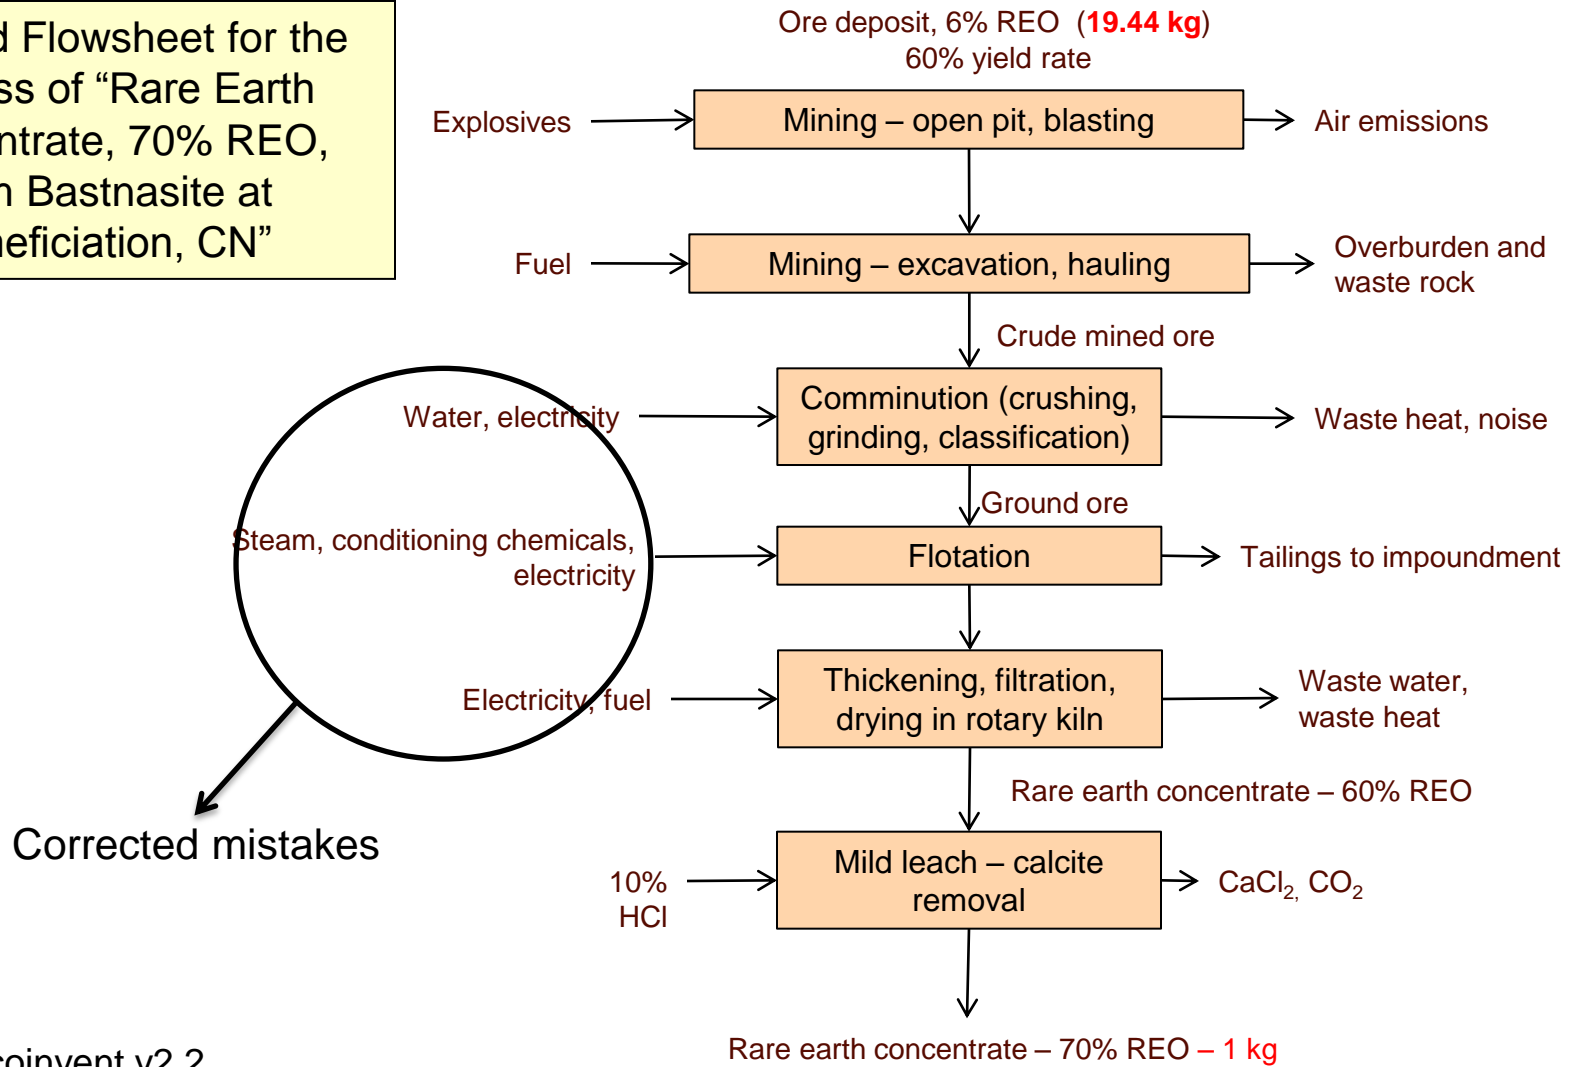 d Flowsheet for the
ss of “Rare Earth
ntrate, 70% REO,
n Bastnasite at
neficiation, CN”
Ore deposit, 6% REO (19.44 kg)
60% yield rate
Explosives
Mining – open pit, blasting
Air emissions
Fuel
Mining – excavation, hauling
Overburden and
waste rock
Crude mined ore
Water, electricity
Comminution (crushing,
grinding, classification)
Waste heat, noise
Ground ore
Steam, conditioning chemicals,
electricity
Flotation
Tailings to impoundment
Electricity, fuel
Thickening, filtration,
drying in rotary kiln
Waste water,
waste heat
Rare earth concentrate – 60% REO
Corrected mistakes
10%
HCl
Mild leach – calcite
removal
CaCl2, CO2
Rare earth concentrate – 70% REO – 1 kg
coinvent v2.2